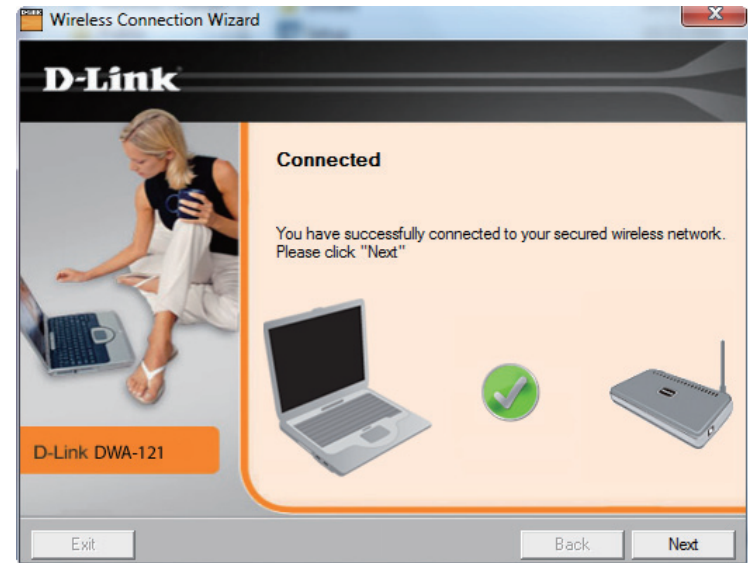 Wireless Connection Wizard
D-Link
Connected
You have successfully connected to your secured wireless network.
Please click "Next"
D-Link DWA-121
Exit
Back
Next